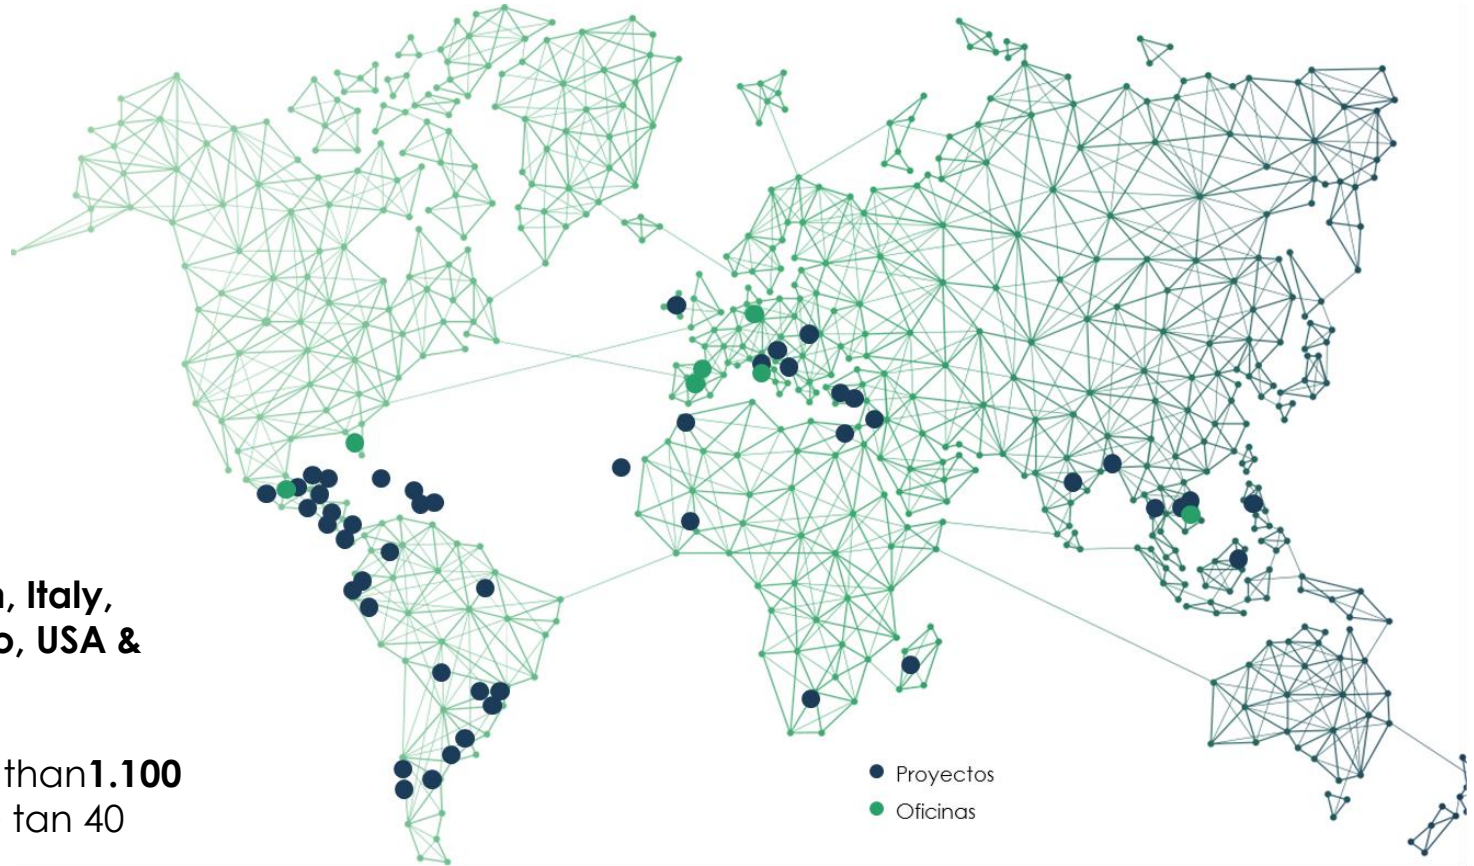 , Italy,
o, USA &
than1.100
tan 40
Proyectos
Oficinas